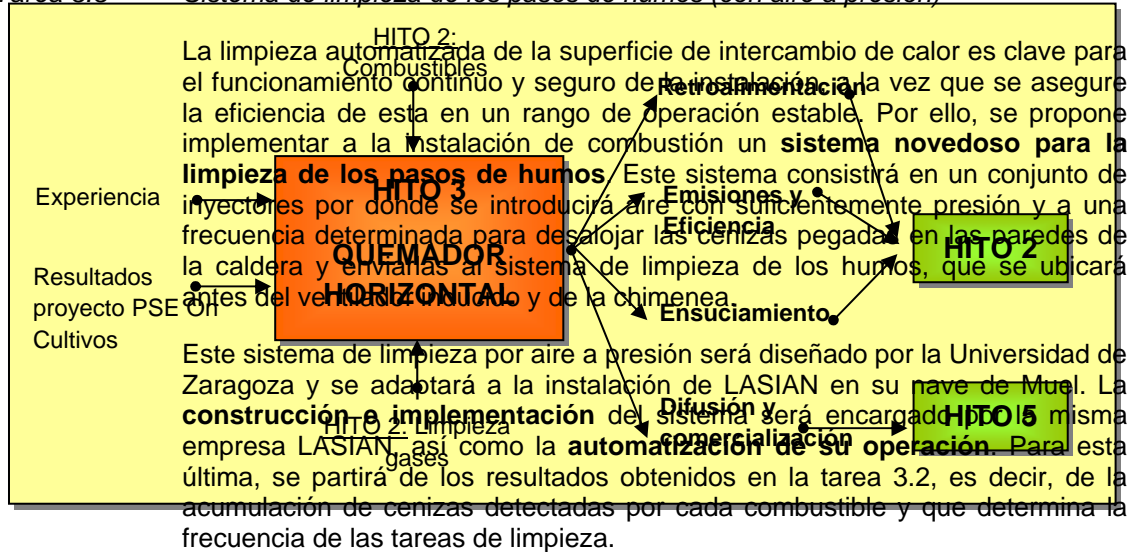 Sistema de limpieza de los pasos de humos (con aire a presión)
La limpieza automatizada de la superficie de intercambio de calor es clave para
el funcionamiento continuo y seguro de la instalación, a la vez que se asegure
la eficiencia de esta en un rango de operación estable. Por ello, se propone
implementar a la instalación de combustión un sistema novedoso para la
limpieza de los pasos de humos. Este sistema consistirá en un conjunto de
inyectores por donde se introducirá aire con suficientemente presión y a una
frecuencia determinada para desalojar las cenizas pegadas en las paredes de
la caldera y enviarlas al sistema de limpieza de los humos, que se ubicará
antes del ventilador inducido y de la chimenea.
Este sistema de limpieza por aire a presión será diseñado por la Universidad de
Zaragoza y se adaptará a la instalación de LASIAN en su nave de Muel. La
construcción e implementación del sistema será encargado por la misma
empresa LASIAN, así como la automatización de su operación. Para esta
última, se partirá de los resultados obtenidos en la tarea 3.2, es decir, de la
acumulación de cenizas detectadas por cada combustible y que determina la
frecuencia de las tareas de limpieza.
HITO 2:
Combustibles
Experiencia
Resultados
proyecto PSE On
Cultivos
HITO 3
QUEMADOR
HORIZONTAL
HITO 2: Limpieza
gases
Retroalimentación
Emisiones y
Eficiencia
Ensuciamiento
Difusión y
comercialización
HITO 2
HITO 5